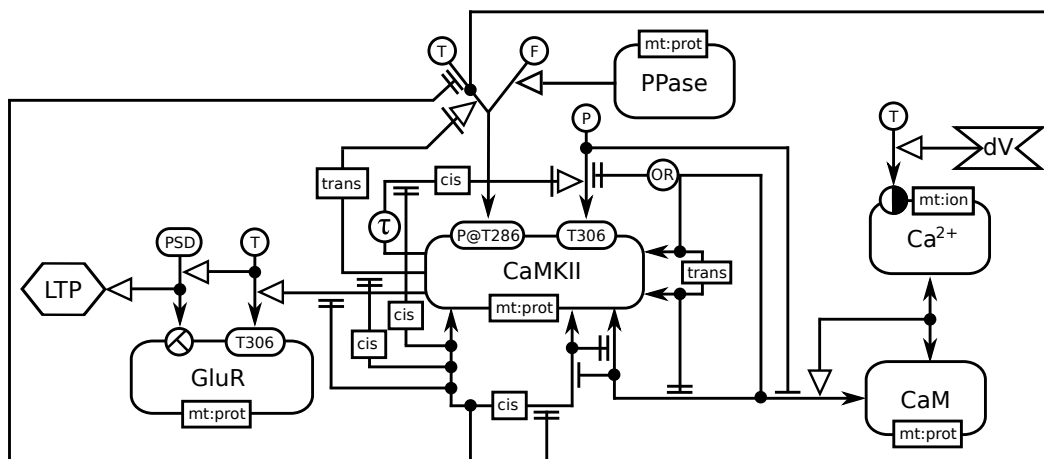 mt:prot
T
F
PPase
P
T
dV
trans
cis
OR
τ
mt:ion
Ca²⁺
P@T286
T306
CaMKII
PSD
T
LTP
trans
mt:prot
cis
cis
T306
GluR
mt:prot
cis
CaM
mt:prot